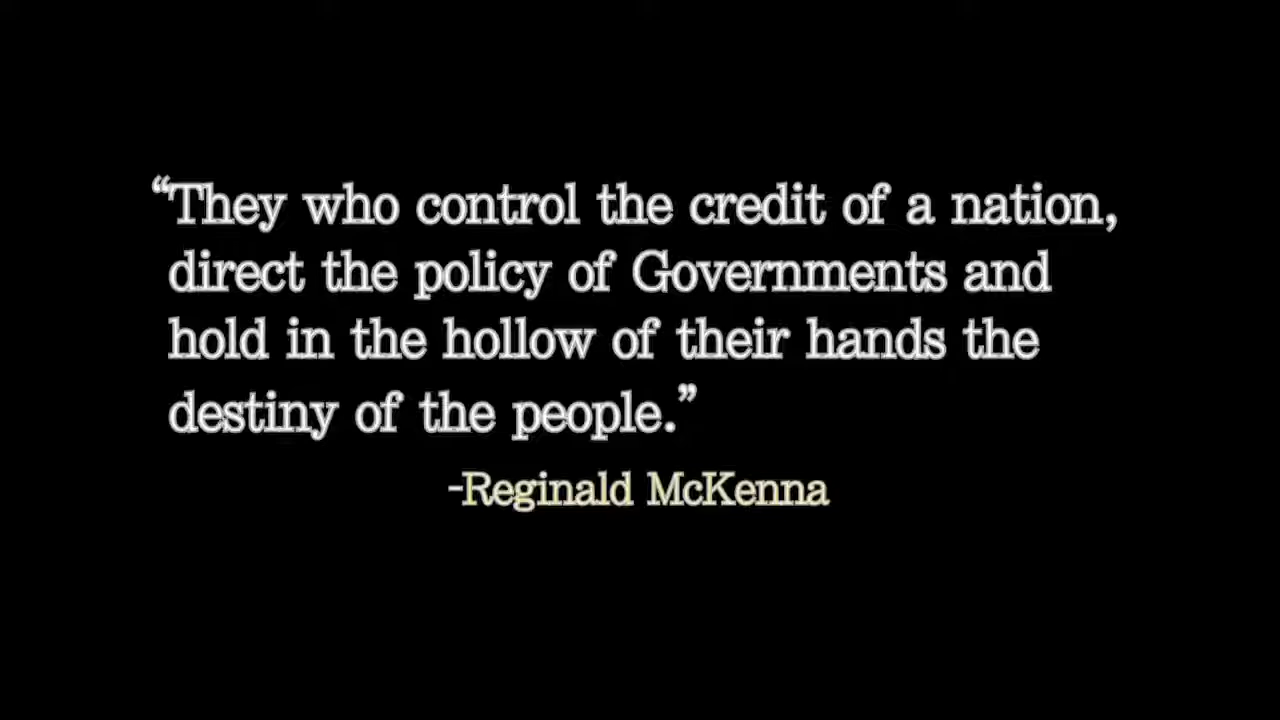 “They who control the credit of a nation,
direct the policy of Governments and
hold in the hollow of their hands the
destiny of the people.”
-Reginald McKenna